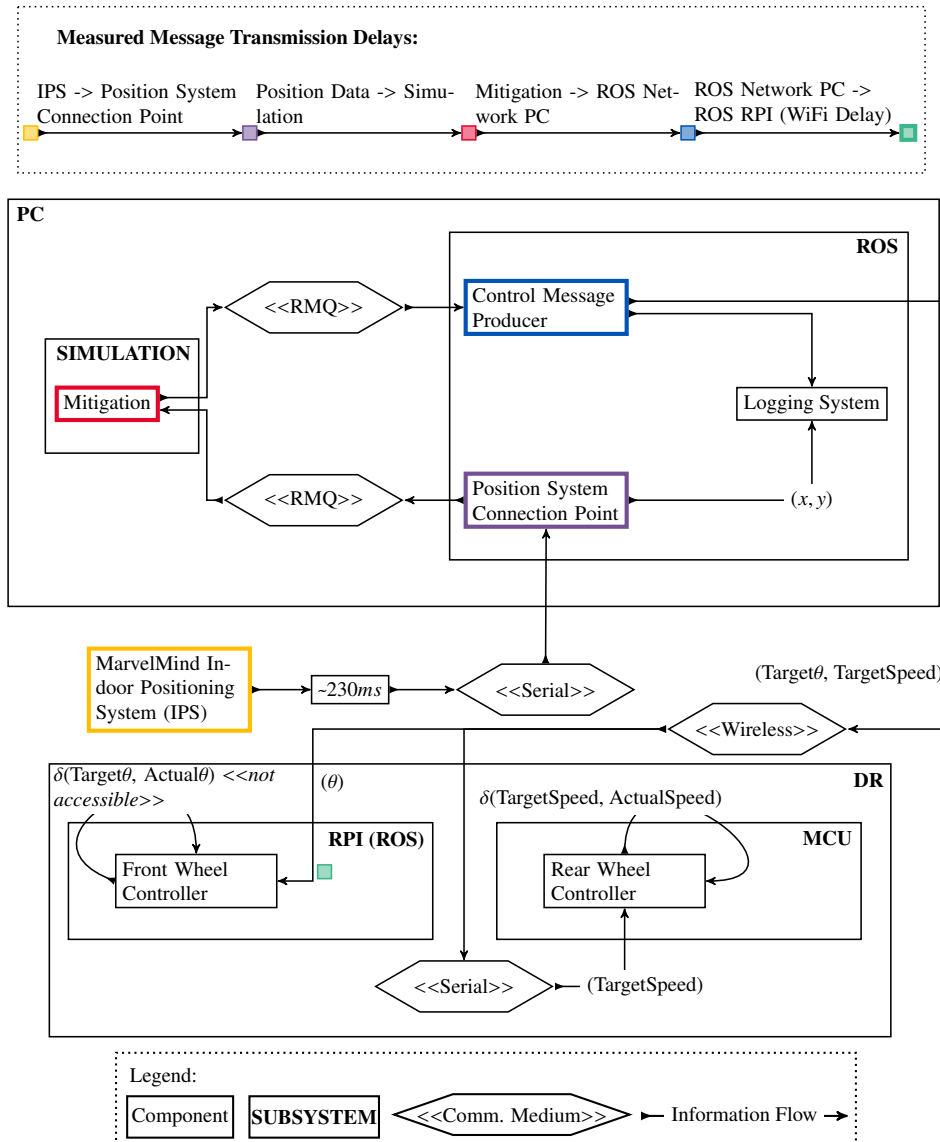 Measured Message Transmission Delays:
IPS -> Position System
Connection Point
Position Data -> Simu-
lation
Mitigation -> ROS Net-
work PC
ROS Network PC ->
ROS RPI (WiFi Delay)
PC
ROS
<<RMQ>>
Control Message
Producer
SIMULATION
Mitigation
Logging System
<<RMQ>>
Position System
Connection Point
(x, y)
MarvelMind In-
door Positioning
System (IPS)
~230ms
<<Serial>>
(Targetθ, TargetSpeed)
<<Wireless>>
δ(Targetθ, Actualθ) <<not
accessible>>
(θ)
DR
δ(TargetSpeed, ActualSpeed)
RPI (ROS)
MCU
Front Wheel
Controller
Rear Wheel
Controller
<<Serial>>
(TargetSpeed)
Legend:
Component
SUBSYSTEM
<<Comm. Medium>>
Information Flow